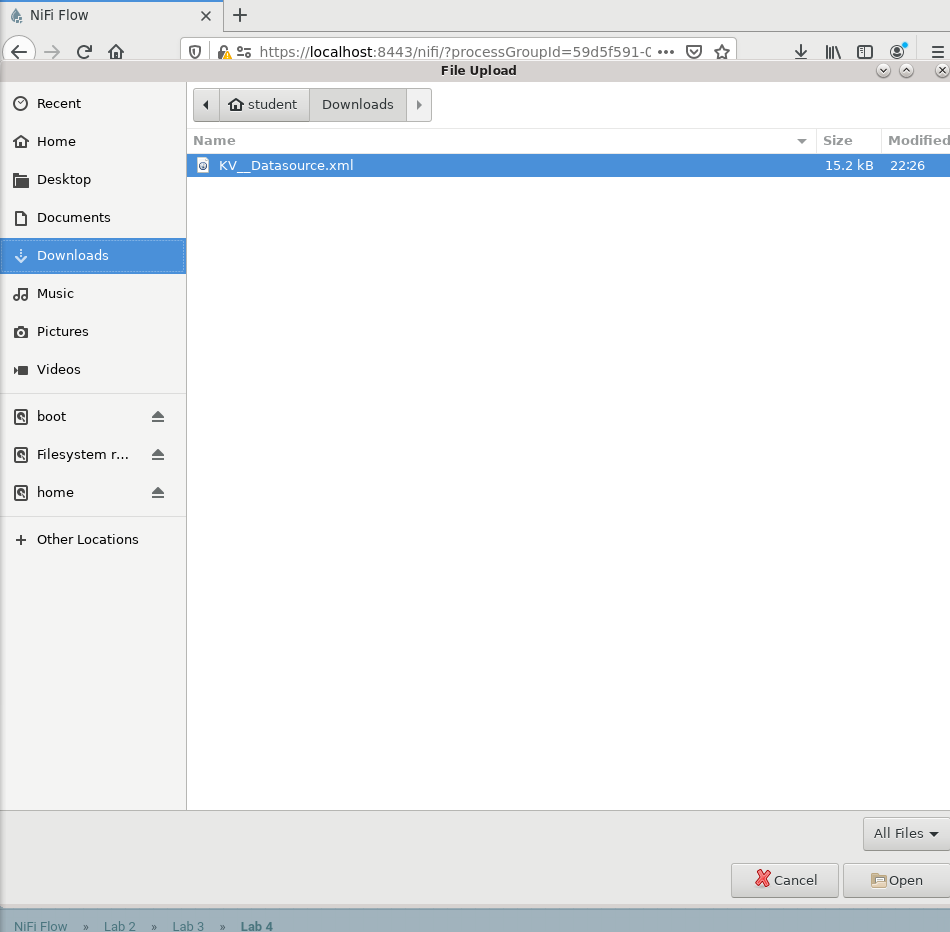 NiFi Flow
https://localhost:8443/nifi/?processGroupId=59d5f591-0
File Upload
Recent
Home
Desktop
Documents
Downloads
Music
Pictures
Videos
boot
Filesystem r...
home
Other Locations
student Downloads
Name Size Modified
KV__Datasource.xml 15.2 kB 22:26
All Files
Cancel Open
NiFi Flow » Lab 2 » Lab 3 » Lab 4